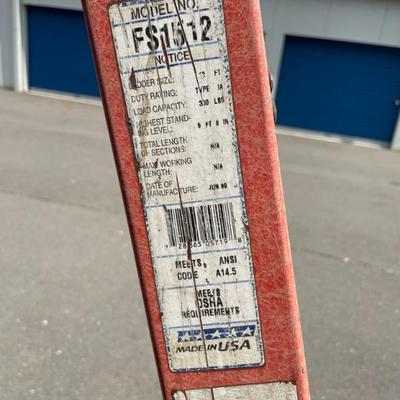 MODEL NO.
FS1512
NOTICE
LADDER SIZE: 12 FT
DUTY RATING: TYPE IA
LOAD CAPACITY: 300 LBS
HIGHEST STAND-
ING LEVEL: 9 FT 8 IN
TOTAL LENGTH
OF SECTIONS: N/A
MAX WORKING
LENGTH: N/A
DATE OF
MANUFACTURE: JUN
MEETS ANSI
CODE A14.5
MEETS
OSHA
REQUIREMENTS
MADE IN USA